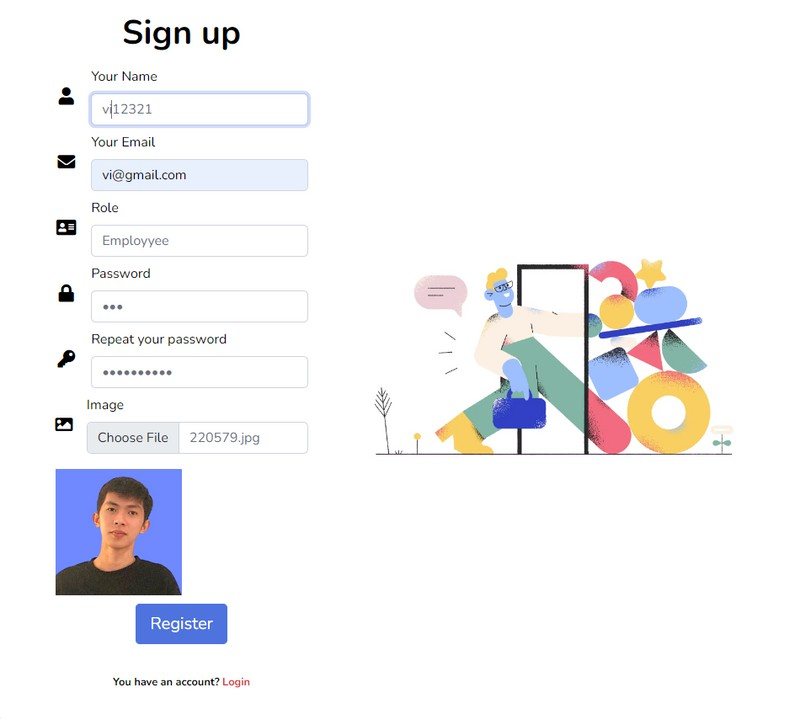 Sign up
Your Name
vi12321
Your Email
vi@gmail.com
Role
Employyee
Password
•••
Repeat your password
••••••••••
Image
Choose File 220579.jpg
Register
You have an account? Login